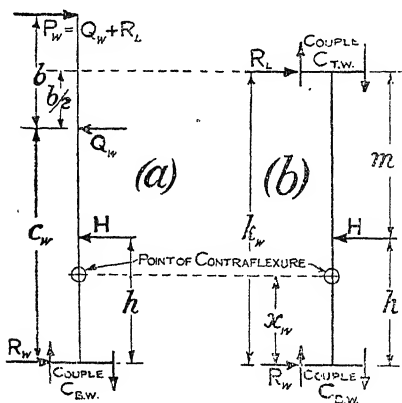 P_W = Q_W + R_L
b
b/2
Q_W
(a)
C_W
H
h
R_W
COUPLE
C_B.W.
POINT OF CONTRAFLEXURE
COUPLE
C_T.W.
R_L
(b)
m
k_w
H
h
x_w
R_W
COUPLE
C_B.W.